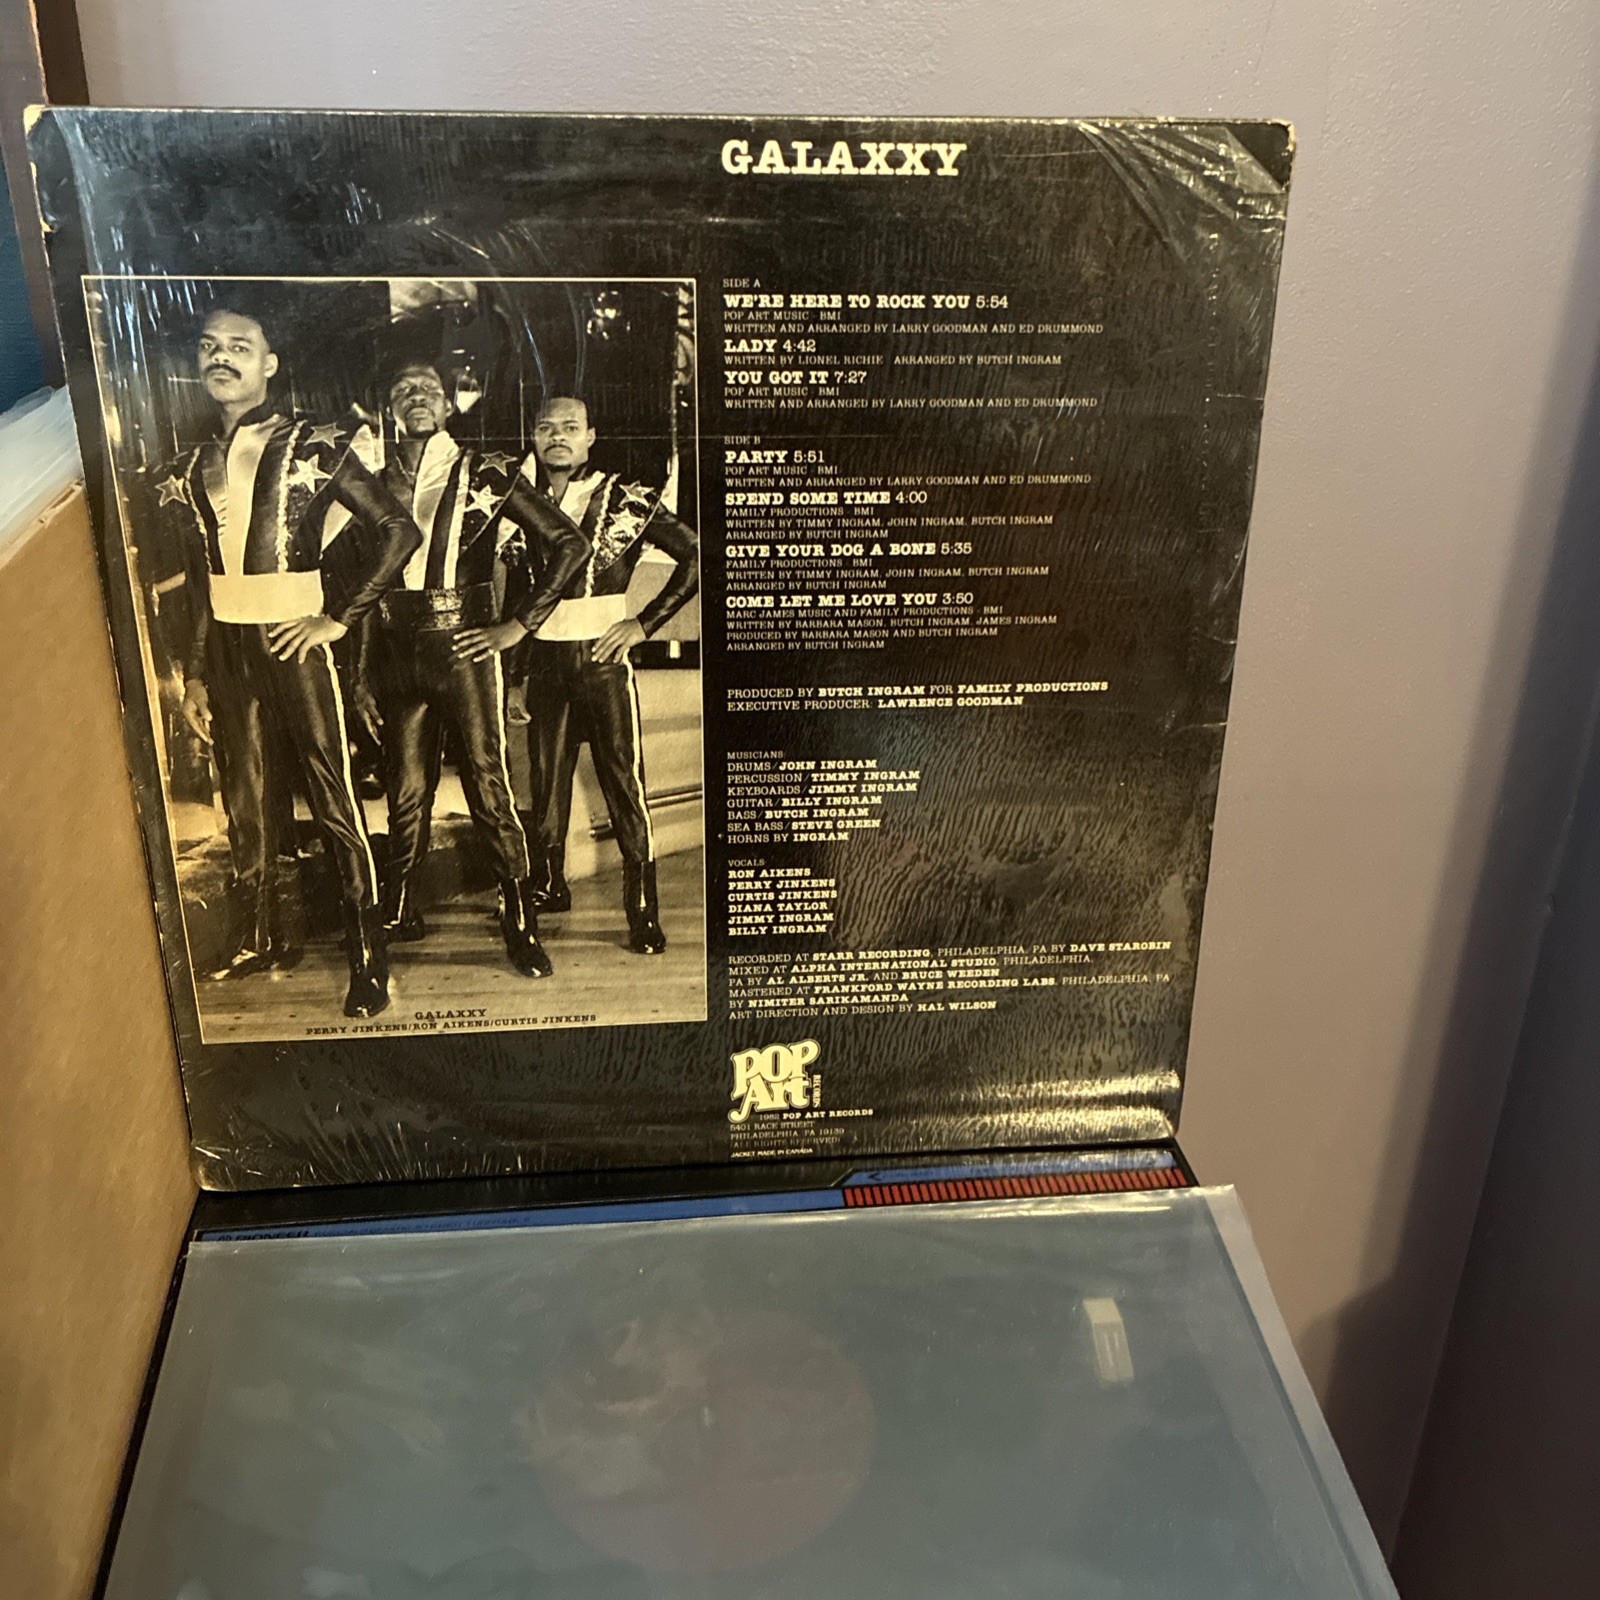 GALAXXY
SIDE A
WE'RE HERE TO ROCK YOU 5:54
POP ART MUSIC - BMI
WRITTEN AND ARRANGED BY LARRY GOODMAN AND ED DRUMMOND
LADY 4:42
WRITTEN BY LIONEL RICHIE ARRANGED BY BUTCH INGRAM
YOU GOT IT 7:27
POP ART MUSIC - BMI
WRITTEN AND ARRANGED BY LARRY GOODMAN AND ED DRUMMOND
SIDE B
PARTY 5:51
POP ART MUSIC - BMI
WRITTEN AND ARRANGED BY LARRY GOODMAN AND ED DRUMMOND
SPEND SOME TIME 4:00
FAMILY PRODUCTIONS - BMI
WRITTEN BY TIMMY INGRAM, JOHN INGRAM, BUTCH INGRAM
ARRANGED BY BUTCH INGRAM
GIVE YOUR DOG A BONE 5:35
FAMILY PRODUCTIONS - BMI
WRITTEN BY TIMMY INGRAM, JOHN INGRAM, BUTCH INGRAM
ARRANGED BY BUTCH INGRAM
COME LET ME LOVE YOU 3:50
MARC JAMES MUSIC AND FAMILY PRODUCTIONS - BMI
WRITTEN BY BARBARA MASON, BUTCH INGRAM, JAMES INGRAM
PRODUCED BY BARBARA MASON AND BUTCH INGRAM
ARRANGED BY BUTCH INGRAM
PRODUCED BY BUTCH INGRAM FOR FAMILY PRODUCTIONS
EXECUTIVE PRODUCER: LAWRENCE GOODMAN
MUSICIANS:
DRUMS/JOHN INGRAM
PERCUSSION/TIMMY INGRAM
KEYBOARDS/JIMMY INGRAM
GUITAR/BILLY INGRAM
BASS/BUTCH INGRAM
SEA BASS/STEVE GREEN
HORNS BY INGRAM
VOCALS
RON AIKENS
PERRY JINKENS
CURTIS JINKENS
DIANA TAYLOR
JIMMY INGRAM
BILLY INGRAM
RECORDED AT STARR RECORDING, PHILADELPHIA, PA BY DAVE STAROBIN
MIXED AT ALPHA INTERNATIONAL STUDIO, PHILADELPHIA,
PA BY AL ALBERTS JR. AND BRUCE WEEDEN
MASTERED AT FRANKFORD WAYNE RECORDING LABS, PHILADELPHIA, PA
BY NIMITER SARIKAMANDA
ART DIRECTION AND DESIGN BY HAL WILSON
GALAXXY
PERRY JINKENS/RON AIKENS/CURTIS JINKENS
POP
Art
RECORDS
1982 POP ART RECORDS
5401 RACE STREET
PHILADELPHIA, PA 19139
(ALL RIGHTS RESERVED)
JACKET MADE IN CANADA
PIONEER